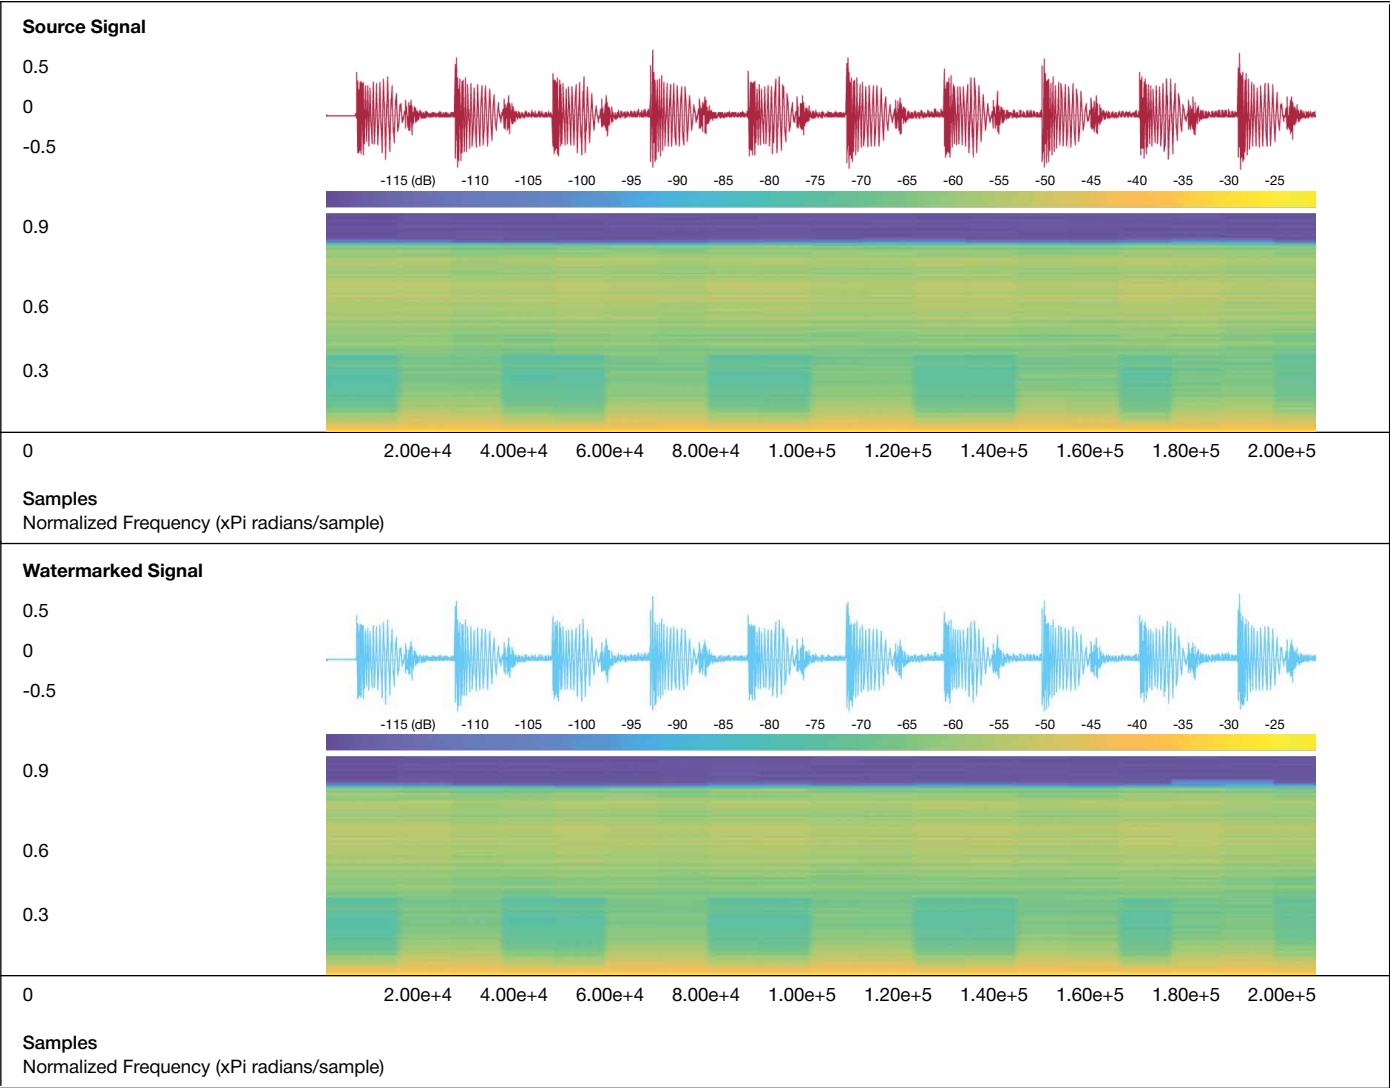 Source Signal
0.5
0
-0.5
-115 (dB) -110 -105 -100 -95 -90 -85 -80 -75 -70 -65 -60 -55 -50 -45 -40 -35 -30 -25
0.9
0.6
0.3
0 2.00e+4 4.00e+4 6.00e+4 8.00e+4 1.00e+5 1.20e+5 1.40e+5 1.60e+5 1.80e+5 2.00e+5
Samples
Normalized Frequency (xPi radians/sample)
Watermarked Signal
0.5
0
-0.5
-115 (dB) -110 -105 -100 -95 -90 -85 -80 -75 -70 -65 -60 -55 -50 -45 -40 -35 -30 -25
0.9
0.6
0.3
0 2.00e+4 4.00e+4 6.00e+4 8.00e+4 1.00e+5 1.20e+5 1.40e+5 1.60e+5 1.80e+5 2.00e+5
Samples
Normalized Frequency (xPi radians/sample)